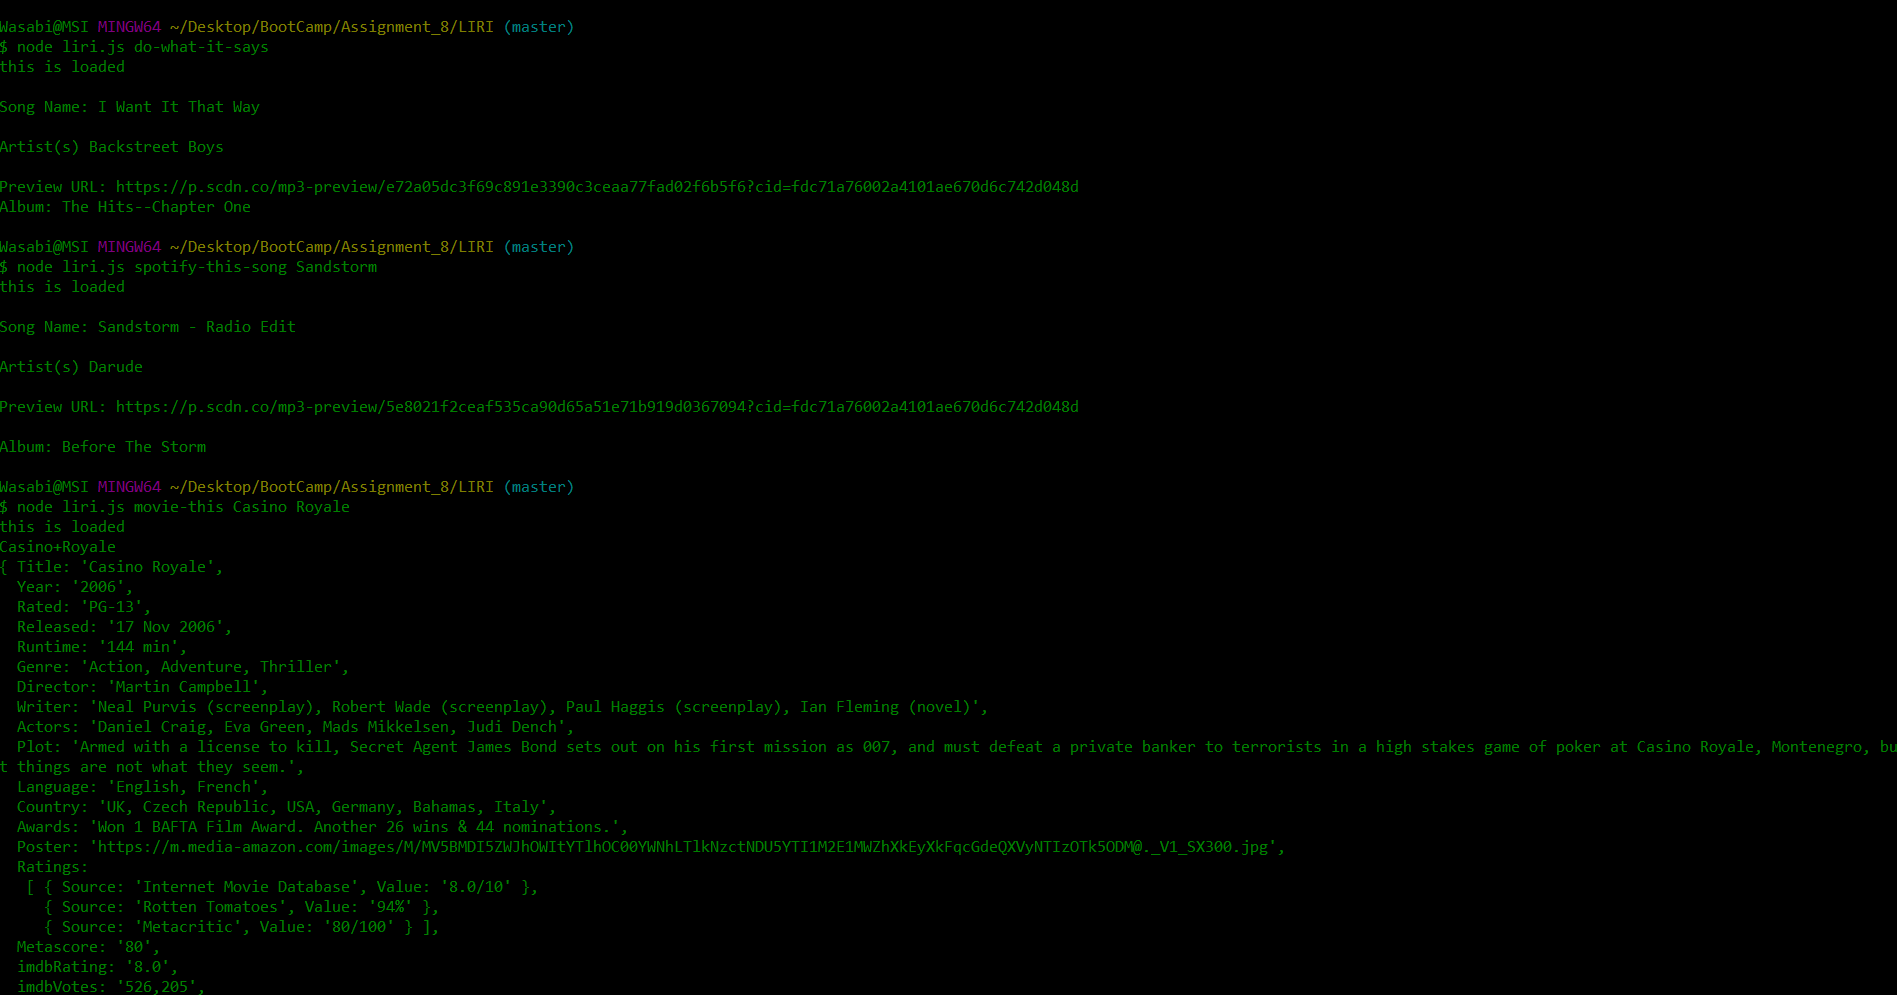 Wasabi@MSI MINGW64 ~/Desktop/BootCamp/Assignment_8/LIRI (master)
$ node liri.js do-what-it-says
this is loaded
Song Name: I Want It That Way
Artist(s) Backstreet Boys
Preview URL: https://p.scdn.co/mp3-preview/e72a05dc3f69c891e3390c3ceaa77fad02f6b5f6?cid=fdc71a76002a4101ae670d6c742d048d
Album: The Hits--Chapter One
Wasabi@MSI MINGW64 ~/Desktop/BootCamp/Assignment_8/LIRI (master)
$ node liri.js spotify-this-song Sandstorm
this is loaded
Song Name: Sandstorm - Radio Edit
Artist(s) Darude
Preview URL: https://p.scdn.co/mp3-preview/5e8021f2ceaf535ca90d65a51e71b919d0367094?cid=fdc71a76002a4101ae670d6c742d048d
Album: Before The Storm
Wasabi@MSI MINGW64 ~/Desktop/BootCamp/Assignment_8/LIRI (master)
$ node liri.js movie-this Casino Royale
this is loaded
Casino+Royale
{ Title: 'Casino Royale',
  Year: '2006',
  Rated: 'PG-13',
  Released: '17 Nov 2006',
  Runtime: '144 min',
  Genre: 'Action, Adventure, Thriller',
  Director: 'Martin Campbell',
  Writer: 'Neal Purvis (screenplay), Robert Wade (screenplay), Paul Haggis (screenplay), Ian Fleming (novel)',
  Actors: 'Daniel Craig, Eva Green, Mads Mikkelsen, Judi Dench',
  Plot: 'Armed with a license to kill, Secret Agent James Bond sets out on his first mission as 007, and must defeat a private banker to terrorists in a high stakes game of poker at Casino Royale, Montenegro, bu
t things are not what they seem.',
  Language: 'English, French',
  Country: 'UK, Czech Republic, USA, Germany, Bahamas, Italy',
  Awards: 'Won 1 BAFTA Film Award. Another 26 wins & 44 nominations.',
  Poster: 'https://m.media-amazon.com/images/M/MV5BMDI5ZWJhOWItYTlhOC00YWNhLTlkNzctNDU5YTI1M2E1MWZhXkEyXkFqcGdeQXVyNTIzOTk5ODM@._V1_SX300.jpg',
  Ratings:
   [ { Source: 'Internet Movie Database', Value: '8.0/10' },
     { Source: 'Rotten Tomatoes', Value: '94%' },
     { Source: 'Metacritic', Value: '80/100' } ],
  Metascore: '80',
  imdbRating: '8.0',
  imdbVotes: '526,205',